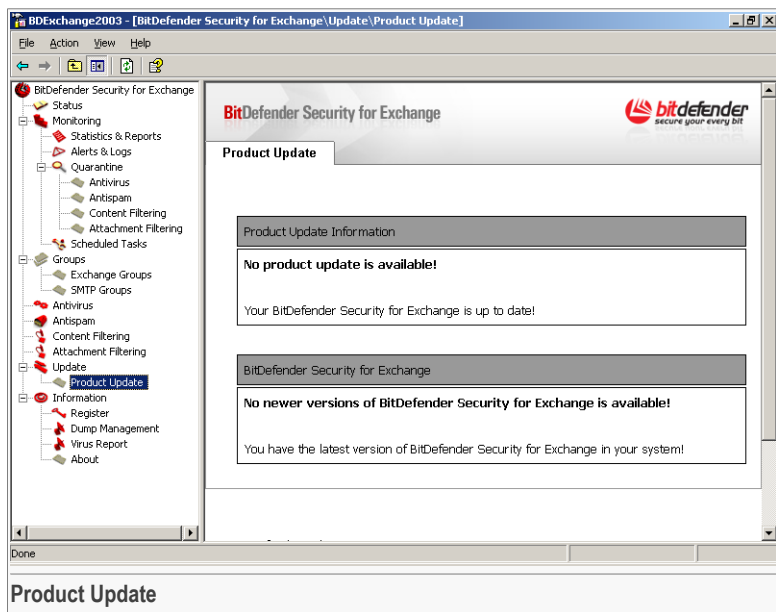 BDExchange2003 - [BitDefender Security for Exchange\Update\Product Update]
File Action View Help
BitDefender Security for Exchange
Status
Monitoring
Statistics & Reports
Alerts & Logs
Quarantine
Antivirus
Antispam
Content Filtering
Attachment Filtering
Scheduled Tasks
Groups
Exchange Groups
SMTP Groups
Antivirus
Antispam
Content Filtering
Attachment Filtering
Update
Product Update
Information
Register
Dump Management
Virus Report
About
BitDefender Security for Exchange
bitdefender
secure your every bit
Product Update
Product Update Information
No product update is available!
Your BitDefender Security for Exchange is up to date!
BitDefender Security for Exchange
No newer versions of BitDefender Security for Exchange is available!
You have the latest version of BitDefender Security for Exchange in your system!
Done
Product Update